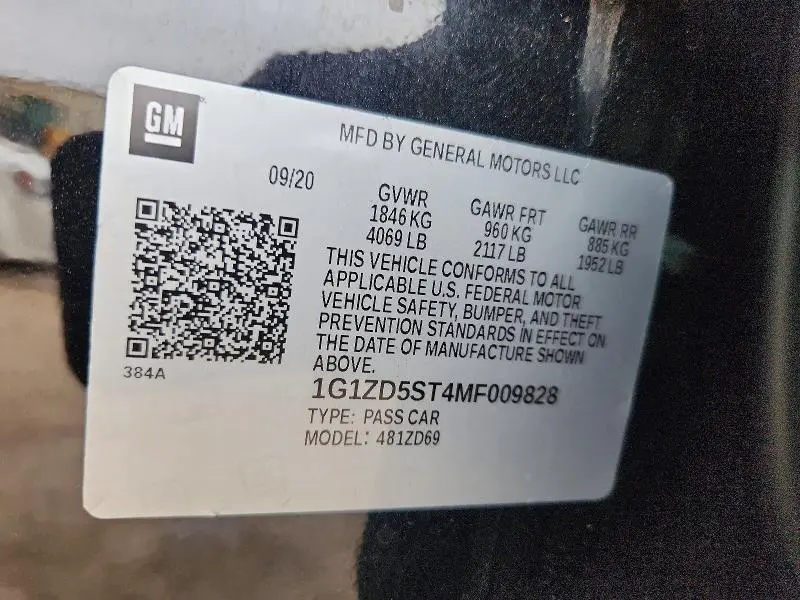 GM
MFD BY GENERAL MOTORS LLC
09/20
GVWR
1846 KG
4069 LB
GAWR FRT
960 KG
2117 LB
GAWR RR
885 KG
1952 LB
THIS VEHICLE CONFORMS TO ALL
APPLICABLE U.S. FEDERAL MOTOR
VEHICLE SAFETY, BUMPER, AND THEFT
PREVENTION STANDARDS IN EFFECT ON
THE DATE OF MANUFACTURE SHOWN
ABOVE.
384A
1G1ZD5ST4MF009828
TYPE: PASS CAR
MODEL: 481ZD69